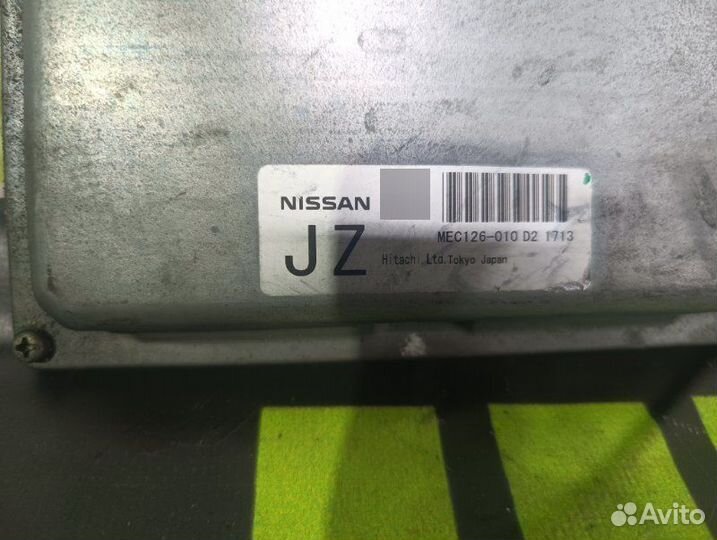 NISSAN
JZ
MEC126-010 D2 1713
Hitachi,Ltd.Tokyo Japan
Avito